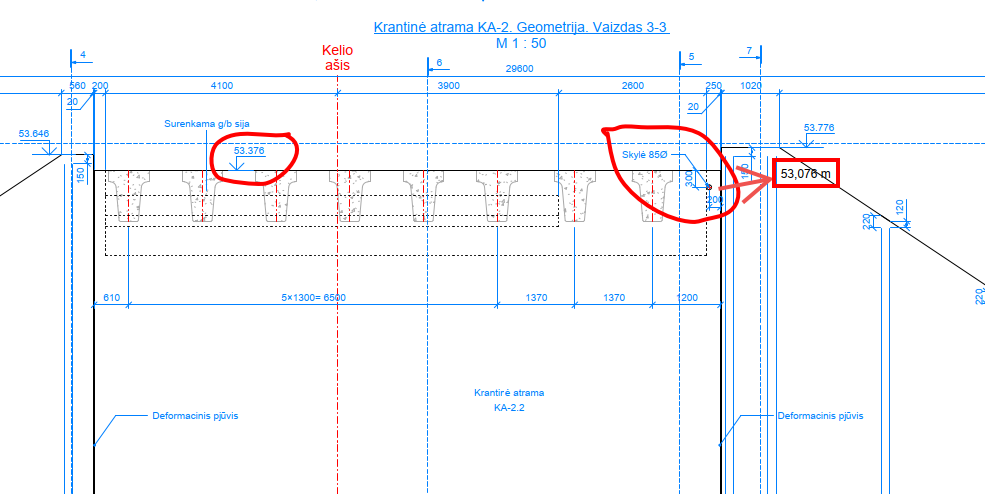 Krantinė atrama KA-2. Geometrija. Vaizdas 3-3
M 1 : 50
Kelio
ašis
4
6
5
7
29600
560
200
4100
3900
2600
250
1020
20
20
Surenkama g/b sija
53.646
53.376
Skylė 85Ø
53.776
150
300
200
53,076 m
120
220
610
5×1300= 6500
1370
1370
1200
220
Krantinė atrama
KA-2.2
Deformacinis pjūvis
Deformacinis pjūvis